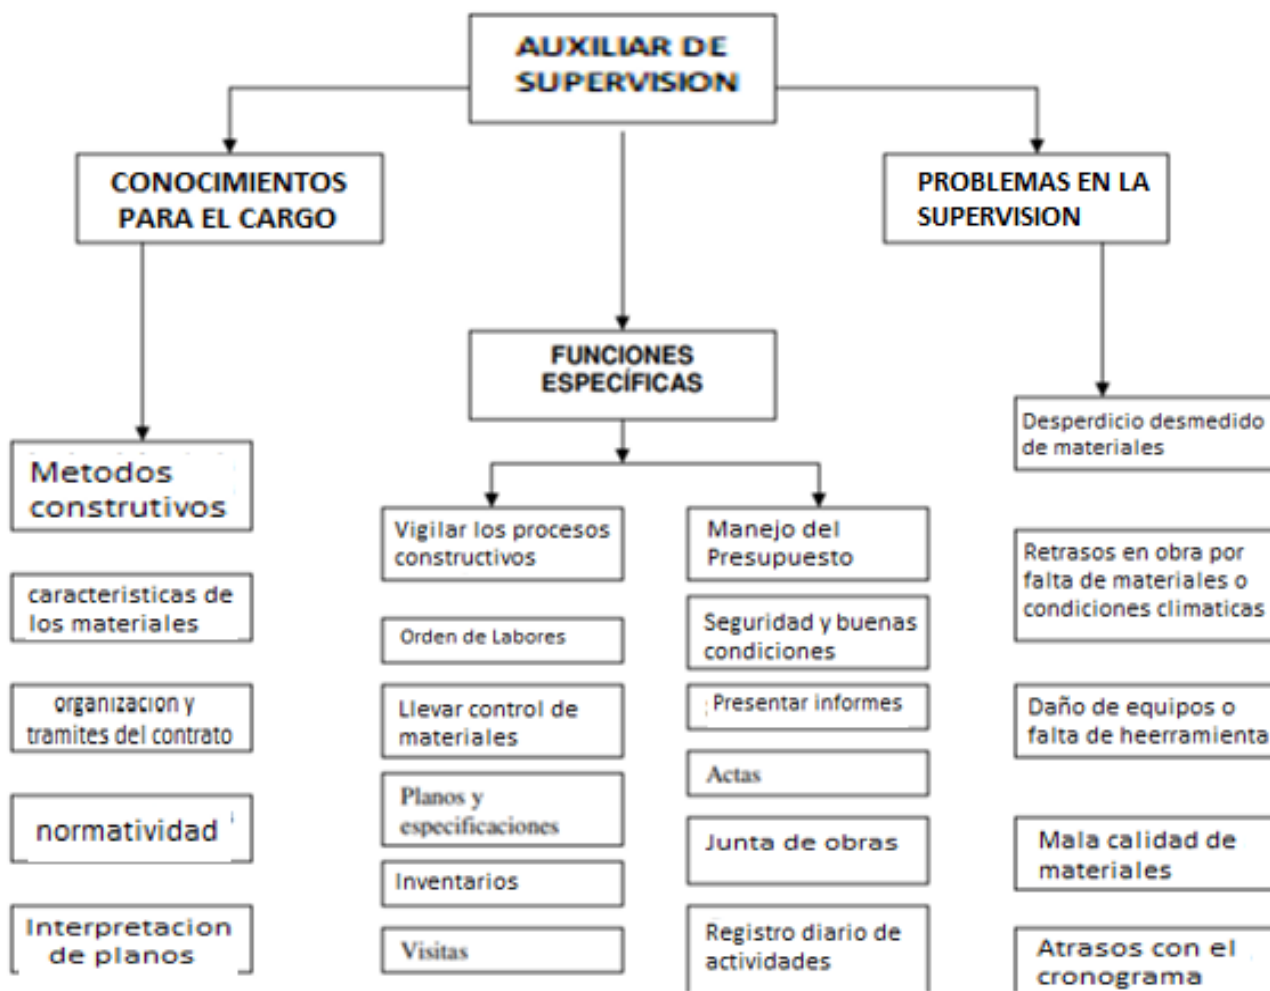 AUXILIAR DE
SUPERVISION
CONOCIMIENTOS
PARA EL CARGO
PROBLEMAS EN LA
SUPERVISION
FUNCIONES
ESPECÍFICAS
Metodos
construtivos
caracteristicas de
los materiales
organizacion y
tramites del contrato
normatividad
Interpretacion
de planos
Vigilar los procesos
constructivos
Orden de Labores
Llevar control de
materiales
Planos y
especificaciones
Inventarios
Visitas
Manejo del
Presupuesto
Seguridad y buenas
condiciones
Presentar informes
Actas
Junta de obras
Registro diario de
actividades
Desperdicio desmedido
de materiales
Retrasos en obra por
falta de materiales o
condiciones climaticas
Daño de equipos o
falta de heerramienta
Mala calidad de
materiales
Atrasos con el
cronograma